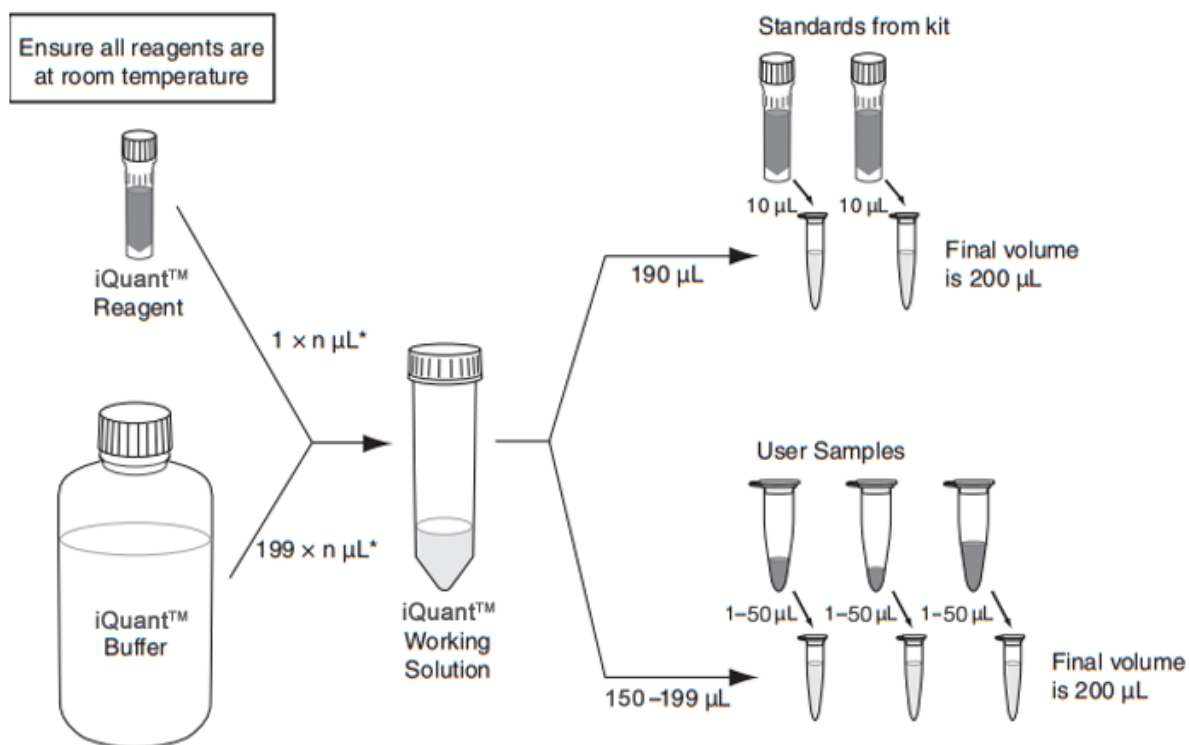 Ensure all reagents are
at room temperature
iQuant™
Reagent
1 × n µL*
199 × n µL*
iQuant™
Buffer
iQuant™
Working
Solution
190 µL
Standards from kit
10 µL
10 µL
Final volume
is 200 µL
150–199 µL
User Samples
1–50 µL
1–50 µL
1–50 µL
Final volume
is 200 µL